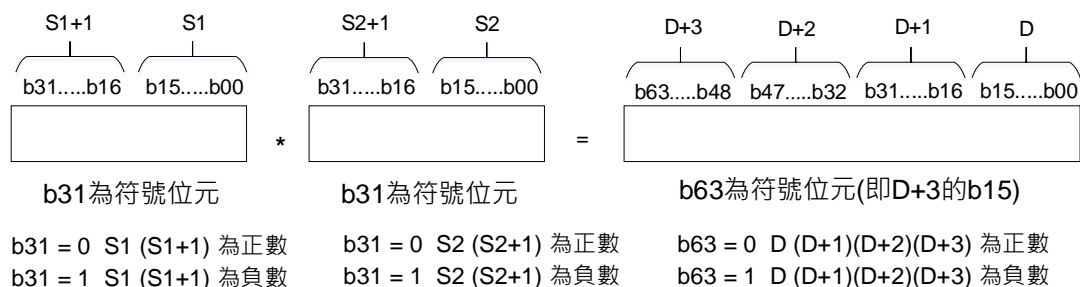 S1+1 S1 S2+1 S2 D+3 D+2 D+1 D
b31.....b16 b15.....b00 b31.....b16 b15.....b00 b63.....b48 b47.....b32 b31.....b16 b15.....b00
* =
b31為符號位元 b31為符號位元 b63為符號位元(即D+3的b15)
b31 = 0 S1 (S1+1) 為正數 b31 = 0 S2 (S2+1) 為正數 b63 = 0 D (D+1)(D+2)(D+3) 為正數
b31 = 1 S1 (S1+1) 為負數 b31 = 1 S2 (S2+1) 為負數 b63 = 1 D (D+1)(D+2)(D+3) 為負數